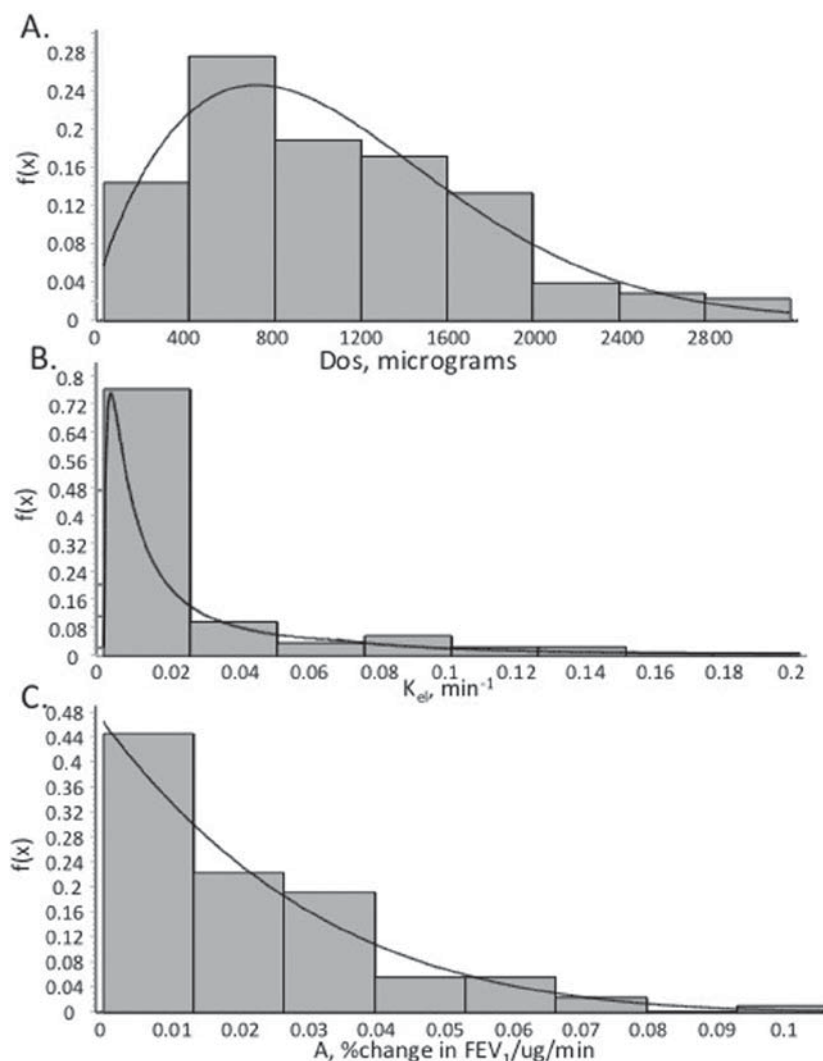 A.
0.28
0.24
0.2
0.16
0.12
0.08
0.04
0
f(x)
0 400 800 1200 1600 2000 2400 2800
Dos, micrograms
B.
0.8
0.72
0.64
0.56
0.48
0.4
0.32
0.24
0.16
0.08
0
f(x)
0 0.02 0.04 0.06 0.08 0.1 0.12 0.14 0.16 0.18 0.2
Kel, min-1
C.
0.48
0.44
0.4
0.36
0.32
0.28
0.24
0.2
0.16
0.12
0.08
0.04
0
f(x)
0 0.01 0.02 0.03 0.04 0.05 0.06 0.07 0.08 0.09 0.1
A, %change in FEV1/ug/min